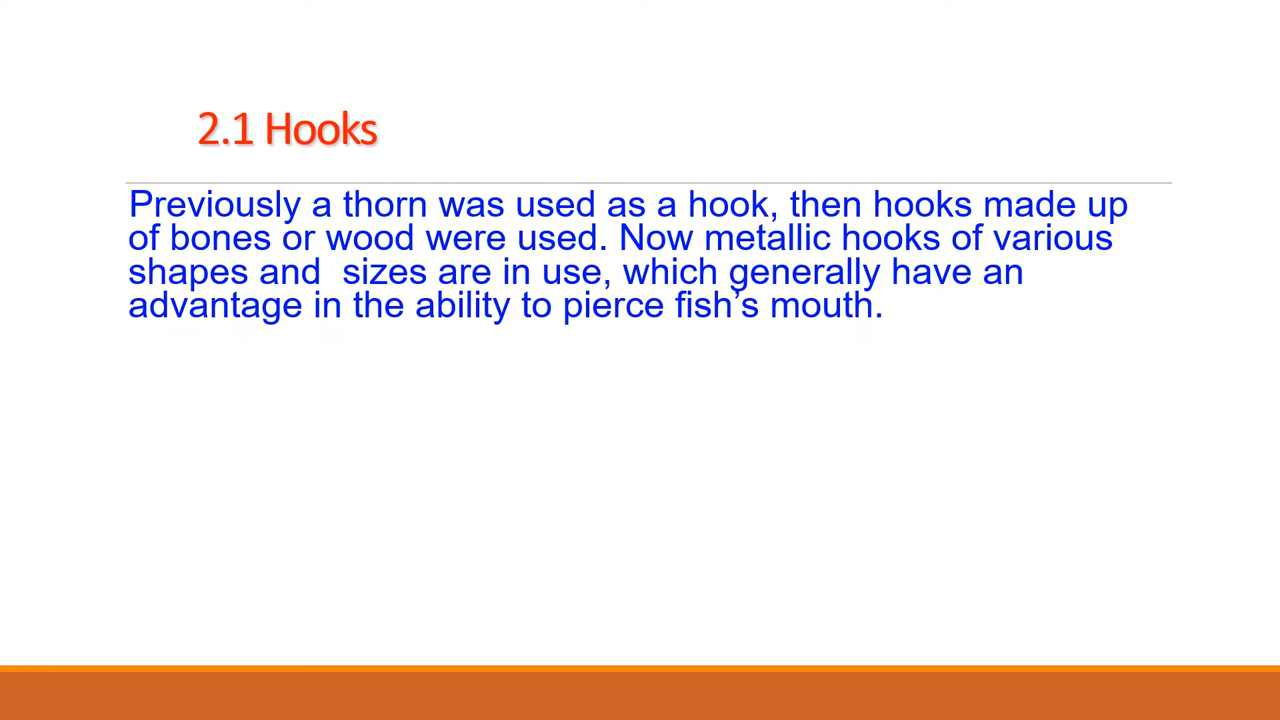 2.1 Hooks
Previously a thorn was used as a hook, then hooks made up
of bones or wood were used. Now metallic hooks of various
shapes and  sizes are in use, which generally have an
advantage in the ability to pierce fish’s mouth.